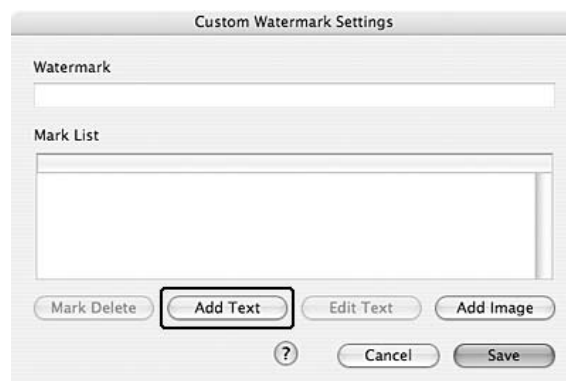 Custom Watermark Settings
Watermark
Mark List
Mark Delete Add Text Edit Text Add Image
? Cancel Save